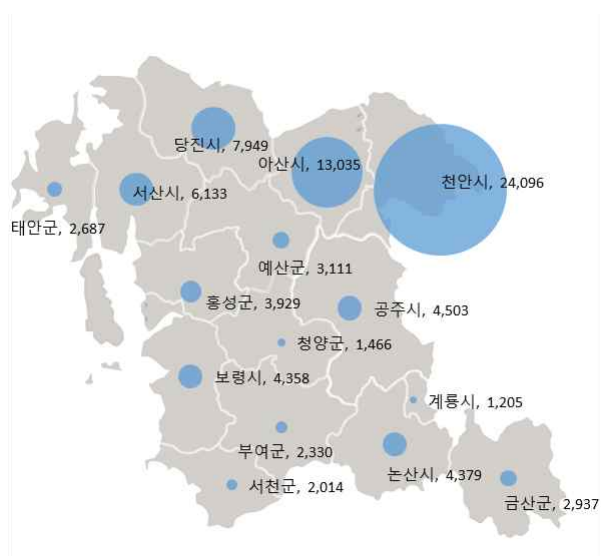 당진시, 7,949
아산시, 13,035
천안시, 24,096
서산시, 6,133
태안군, 2,687
예산군, 3,111
홍성군, 3,929
공주시, 4,503
청양군, 1,466
보령시, 4,358
계룡시, 1,205
부여군, 2,330
논산시, 4,379
서천군, 2,014
금산군, 2,937